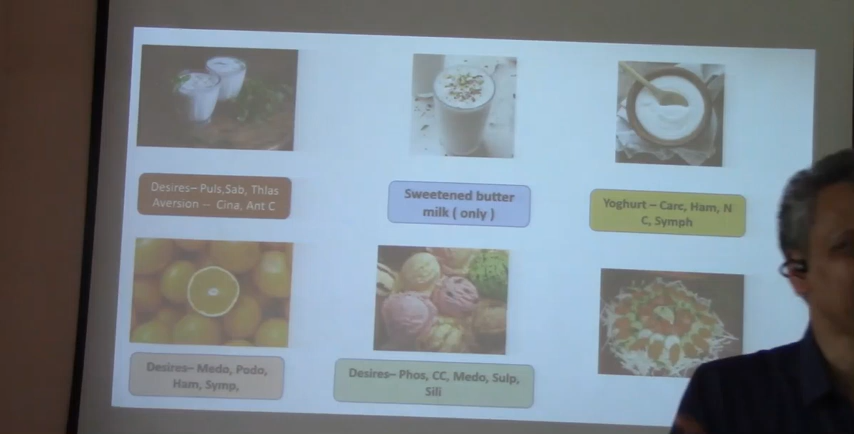 Desires– Puls,Sab, Thlas
Aversion – Cina, Ant C
Sweetened butter
milk ( only )
Yoghurt – Carc, Ham, N
C, Symph
Desires– Medo, Podo,
Ham, Symp,
Desires– Phos, CC, Medo, Sulp,
Sili